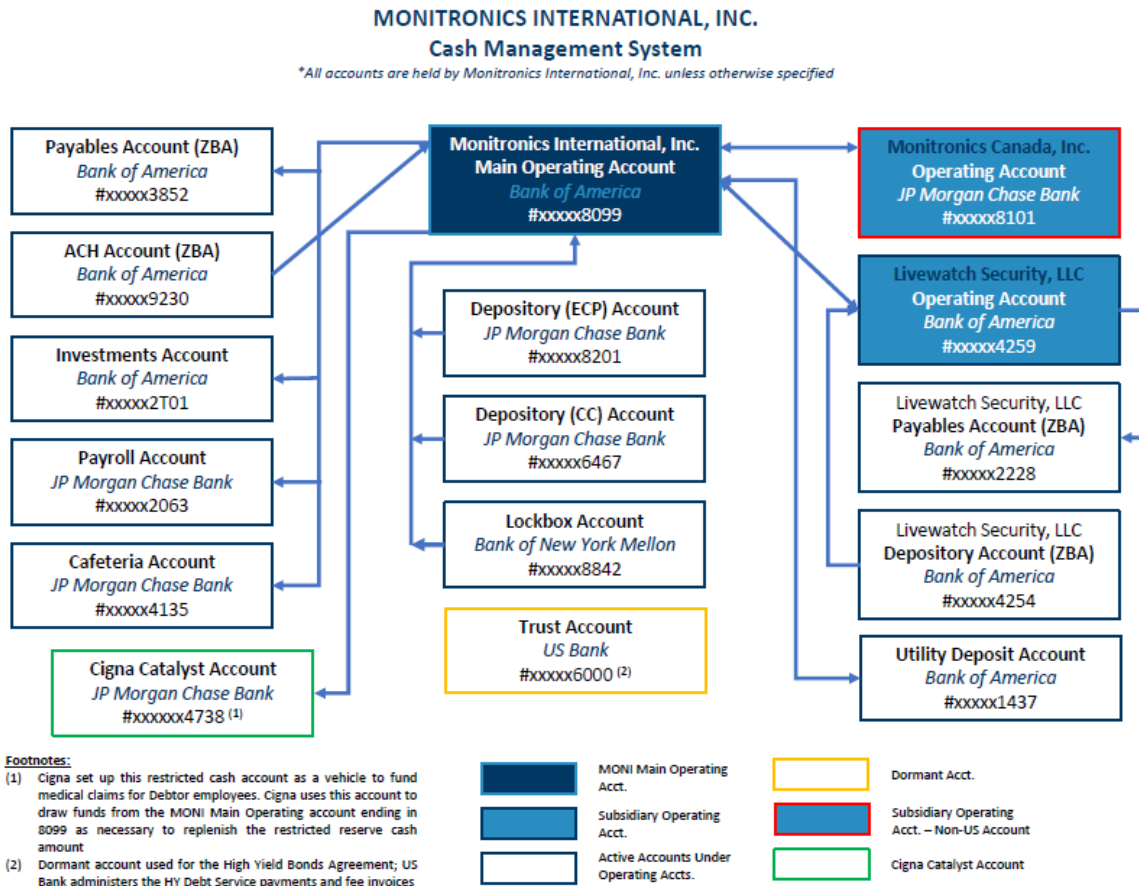 MONITRONICS INTERNATIONAL, INC.
Cash Management System
*All accounts are held by Monitronics International, Inc. unless otherwise specified
Payables Account (ZBA)
Bank of America
#xxxxx3852
ACH Account (ZBA)
Bank of America
#xxxxx9230
Investments Account
Bank of America
#xxxxx2T01
Payroll Account
JP Morgan Chase Bank
#xxxxx2063
Cafeteria Account
JP Morgan Chase Bank
#xxxxx4135
Cigna Catalyst Account
JP Morgan Chase Bank
#xxxxxx4738 (1)
Monitronics International, Inc.
Main Operating Account
Bank of America
#xxxxx8099
Depository (ECP) Account
JP Morgan Chase Bank
#xxxxx8201
Depository (CC) Account
JP Morgan Chase Bank
#xxxxx6467
Lockbox Account
Bank of New York Mellon
#xxxxx8842
Trust Account
US Bank
#xxxxx6000 (2)
Monitronics Canada, Inc.
Operating Account
JP Morgan Chase Bank
#xxxxx8101
Livewatch Security, LLC
Operating Account
Bank of America
#xxxxx4259
Livewatch Security, LLC
Payables Account (ZBA)
Bank of America
#xxxxx2228
Livewatch Security, LLC
Depository Account (ZBA)
Bank of America
#xxxxx4254
Utility Deposit Account
Bank of America
#xxxxx1437
Footnotes:
(1) Cigna set up this restricted cash account as a vehicle to fund
medical claims for Debtor employees. Cigna uses this account to
draw funds from the MONI Main Operating account ending in
8099 as necessary to replenish the restricted reserve cash
amount
(2) Dormant account used for the High Yield Bonds Agreement; US
Bank administers the HY Debt Service payments and fee invoices
MONI Main Operating
Acct.
Subsidiary Operating
Acct.
Active Accounts Under
Operating Accts.
Dormant Acct.
Subsidiary Operating
Acct. – Non-US Account
Cigna Catalyst Account